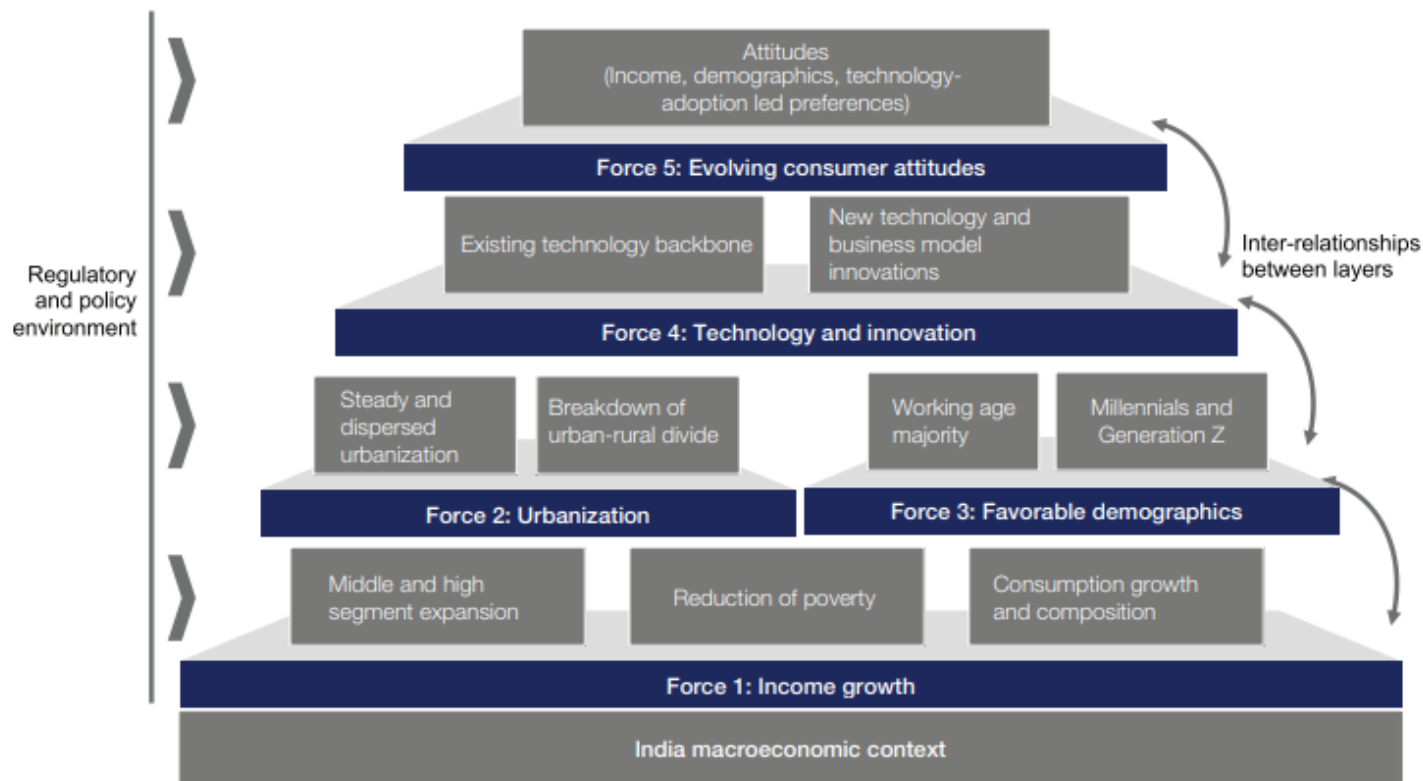 Attitudes
(Income, demographics, technology-
adoption led preferences)
Force 5: Evolving consumer attitudes
Existing technology backbone
New technology and
business model
innovations
Inter-relationships
between layers
Regulatory
and policy
environment
Force 4: Technology and innovation
Steady and
dispersed
urbanization
Breakdown of
urban-rural divide
Working age
majority
Millennials and
Generation Z
Force 2: Urbanization
Force 3: Favorable demographics
Middle and high
segment expansion
Reduction of poverty
Consumption growth
and composition
Force 1: Income growth
India macroeconomic context